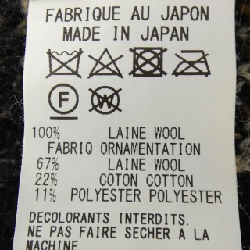 FABRIQUE AU JAPON
MADE IN JAPAN
F W
100% LAINE WOOL
FABRIQ ORNAMENTATION
67% LAINE WOOL
22% COTON COTTON
11% POLYESTER POLYESTER
DECOLORANTS INTERDITS.
NE PAS FAIRE SECHER A LA
MACHINE